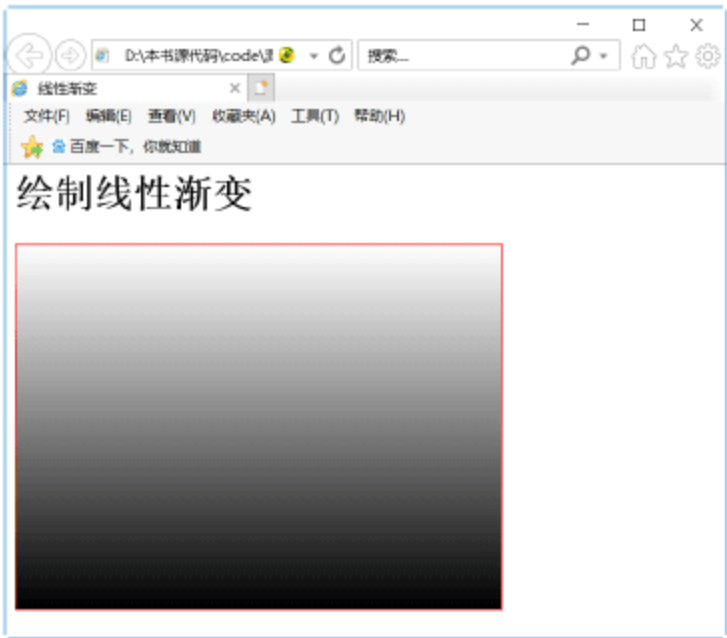 D:\本书源代码\code\
搜索...
线性渐变
文件(F) 编辑(E) 查看(V) 收藏夹(A) 工具(T) 帮助(H)
百度一下，你就知道
绘制线性渐变